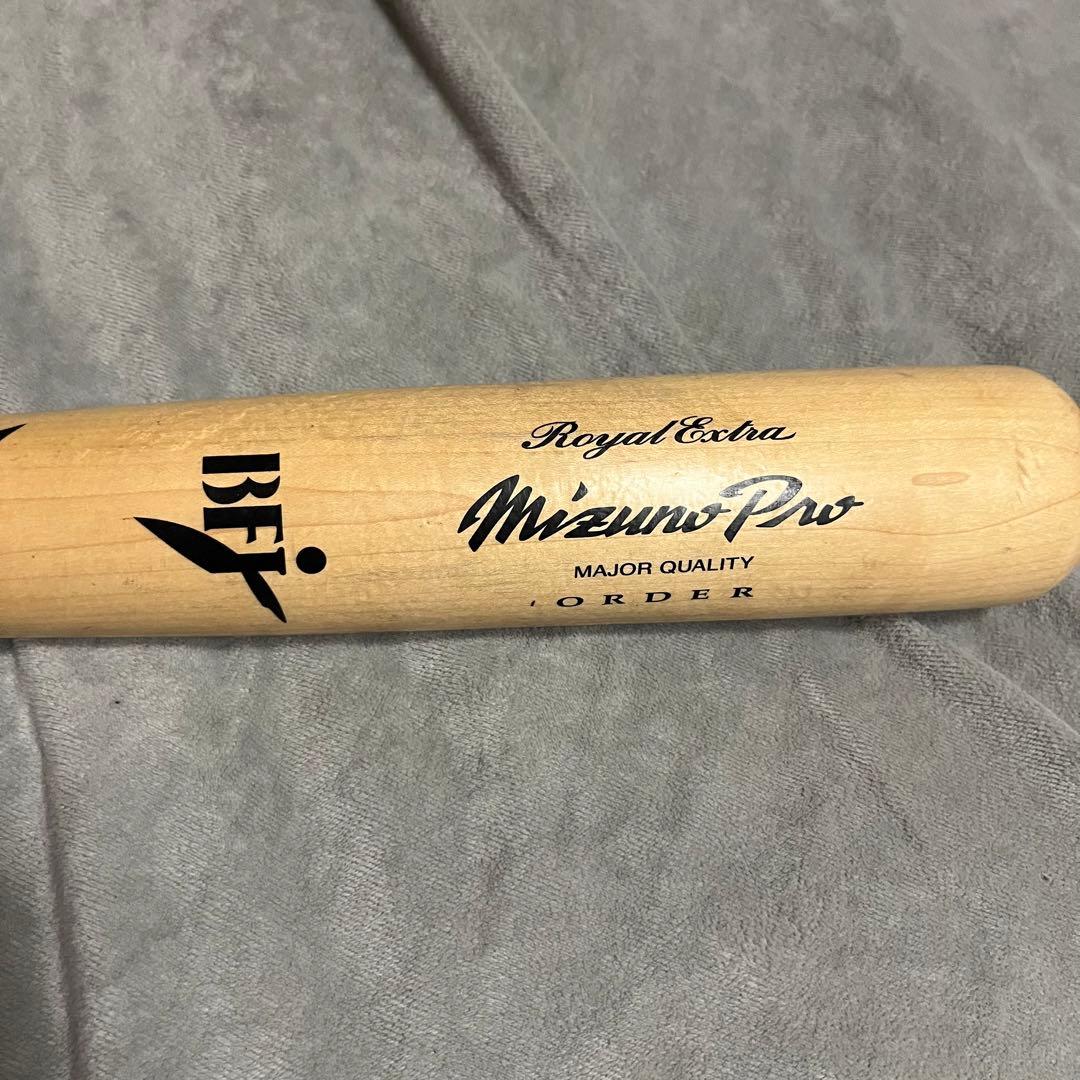 BFJ
Royal Extra
Mizuno Pro
MAJOR QUALITY
ORDER